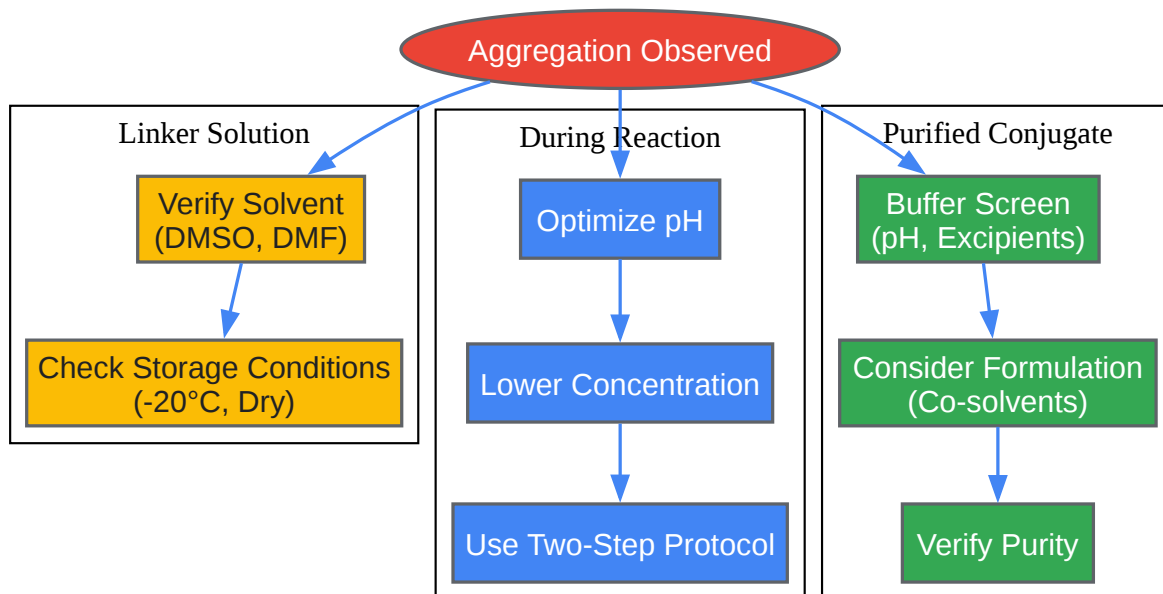 Aggregation Observed
Linker Solution
Verify Solvent
(DMSO, DMF)
Check Storage Conditions
(-20°C, Dry)
During Reaction
Optimize pH
Lower Concentration
Use Two-Step Protocol
Purified Conjugate
Buffer Screen
(pH, Excipients)
Consider Formulation
(Co-solvents)
Verify Purity